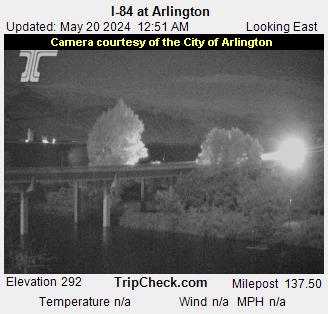 I-84 at Arlington
Updated: May 20 2024 12:51 AM Looking East
Camera courtesy of the City of Arlington
Elevation 292 TripCheck.com Milepost 137.50
Temperature n/a Wind n/a MPH n/a